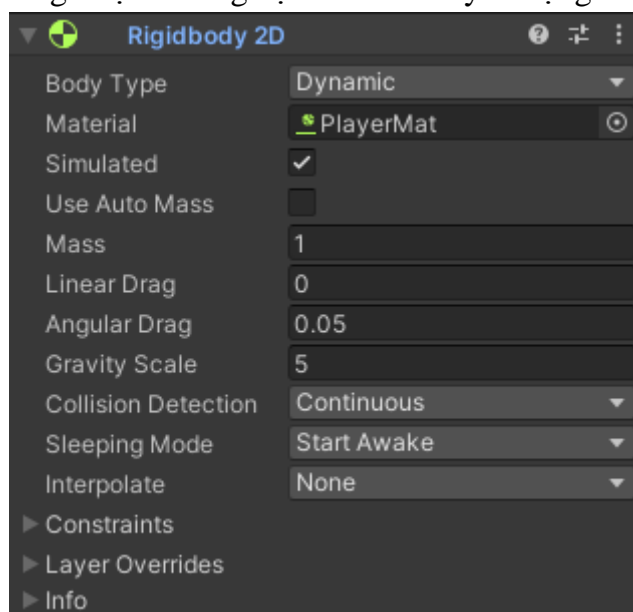 Rigidbody 2D
Body Type Dynamic
Material PlayerMat
Simulated
Use Auto Mass
Mass 1
Linear Drag 0
Angular Drag 0.05
Gravity Scale 5
Collision Detection Continuous
Sleeping Mode Start Awake
Interpolate None
Constraints
Layer Overrides
Info